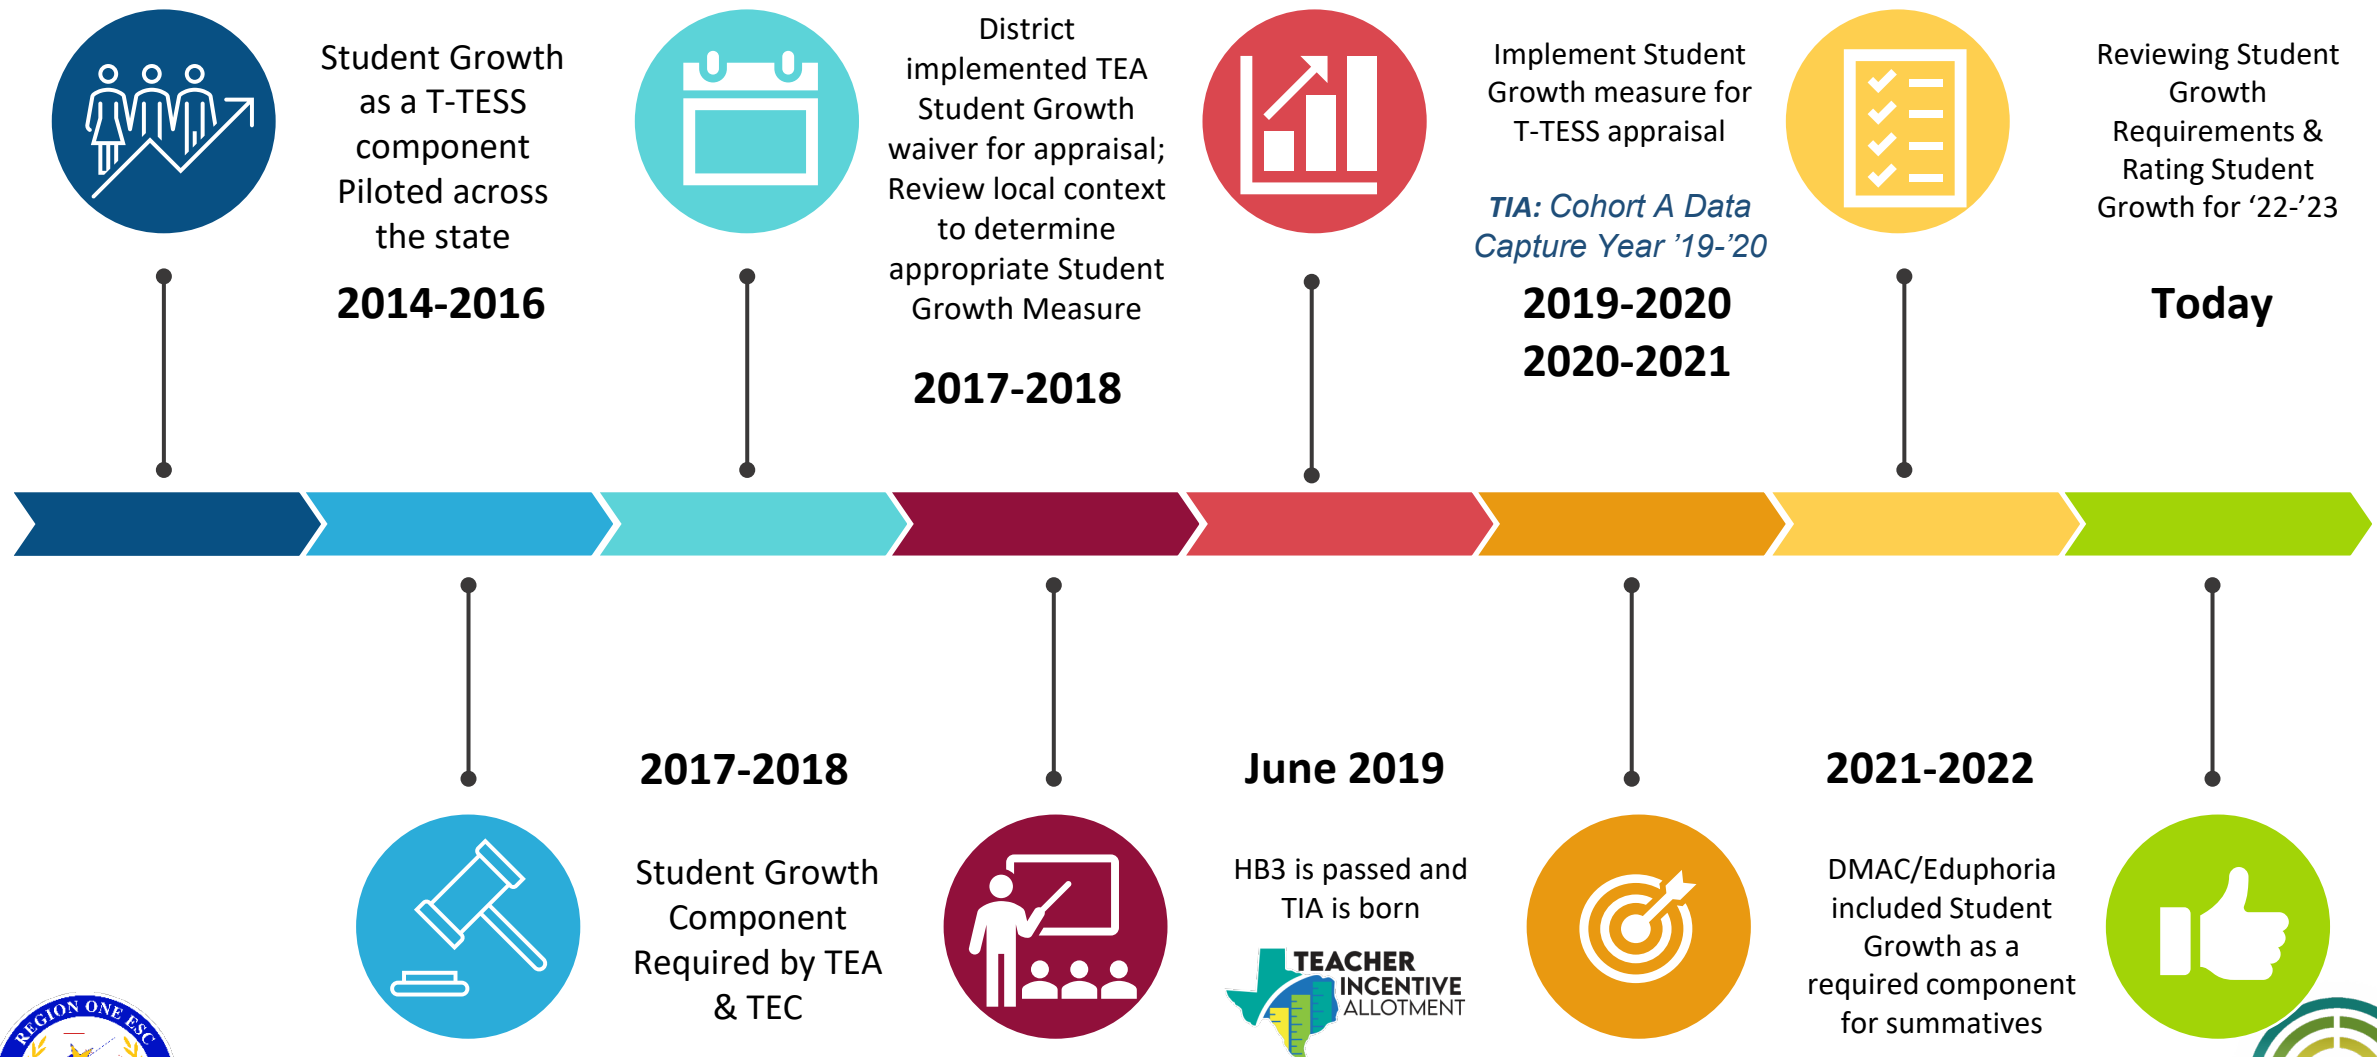 Student Growth
as a T-TESS
component
Piloted across
the state
2014-2016
2017-2018
Student Growth
Component
Required by TEA
& TEC
District
implemented TEA
Student Growth
waiver for appraisal;
Review local context
to determine
appropriate Student
Growth Measure
2017-2018
June 2019
HB3 is passed and
TIA is born
TEACHER
INCENTIVE
ALLOTMENT
Implement Student
Growth measure for
T-TESS appraisal
TIA: Cohort A Data
Capture Year ’19-’20
2019-2020
2020-2021
2021-2022
DMAC/Eduphoria
included Student
Growth as a
required component
for summatives
Reviewing Student
Growth
Requirements &
Rating Student
Growth for ‘22-’23
Today
REGION ONE ESC